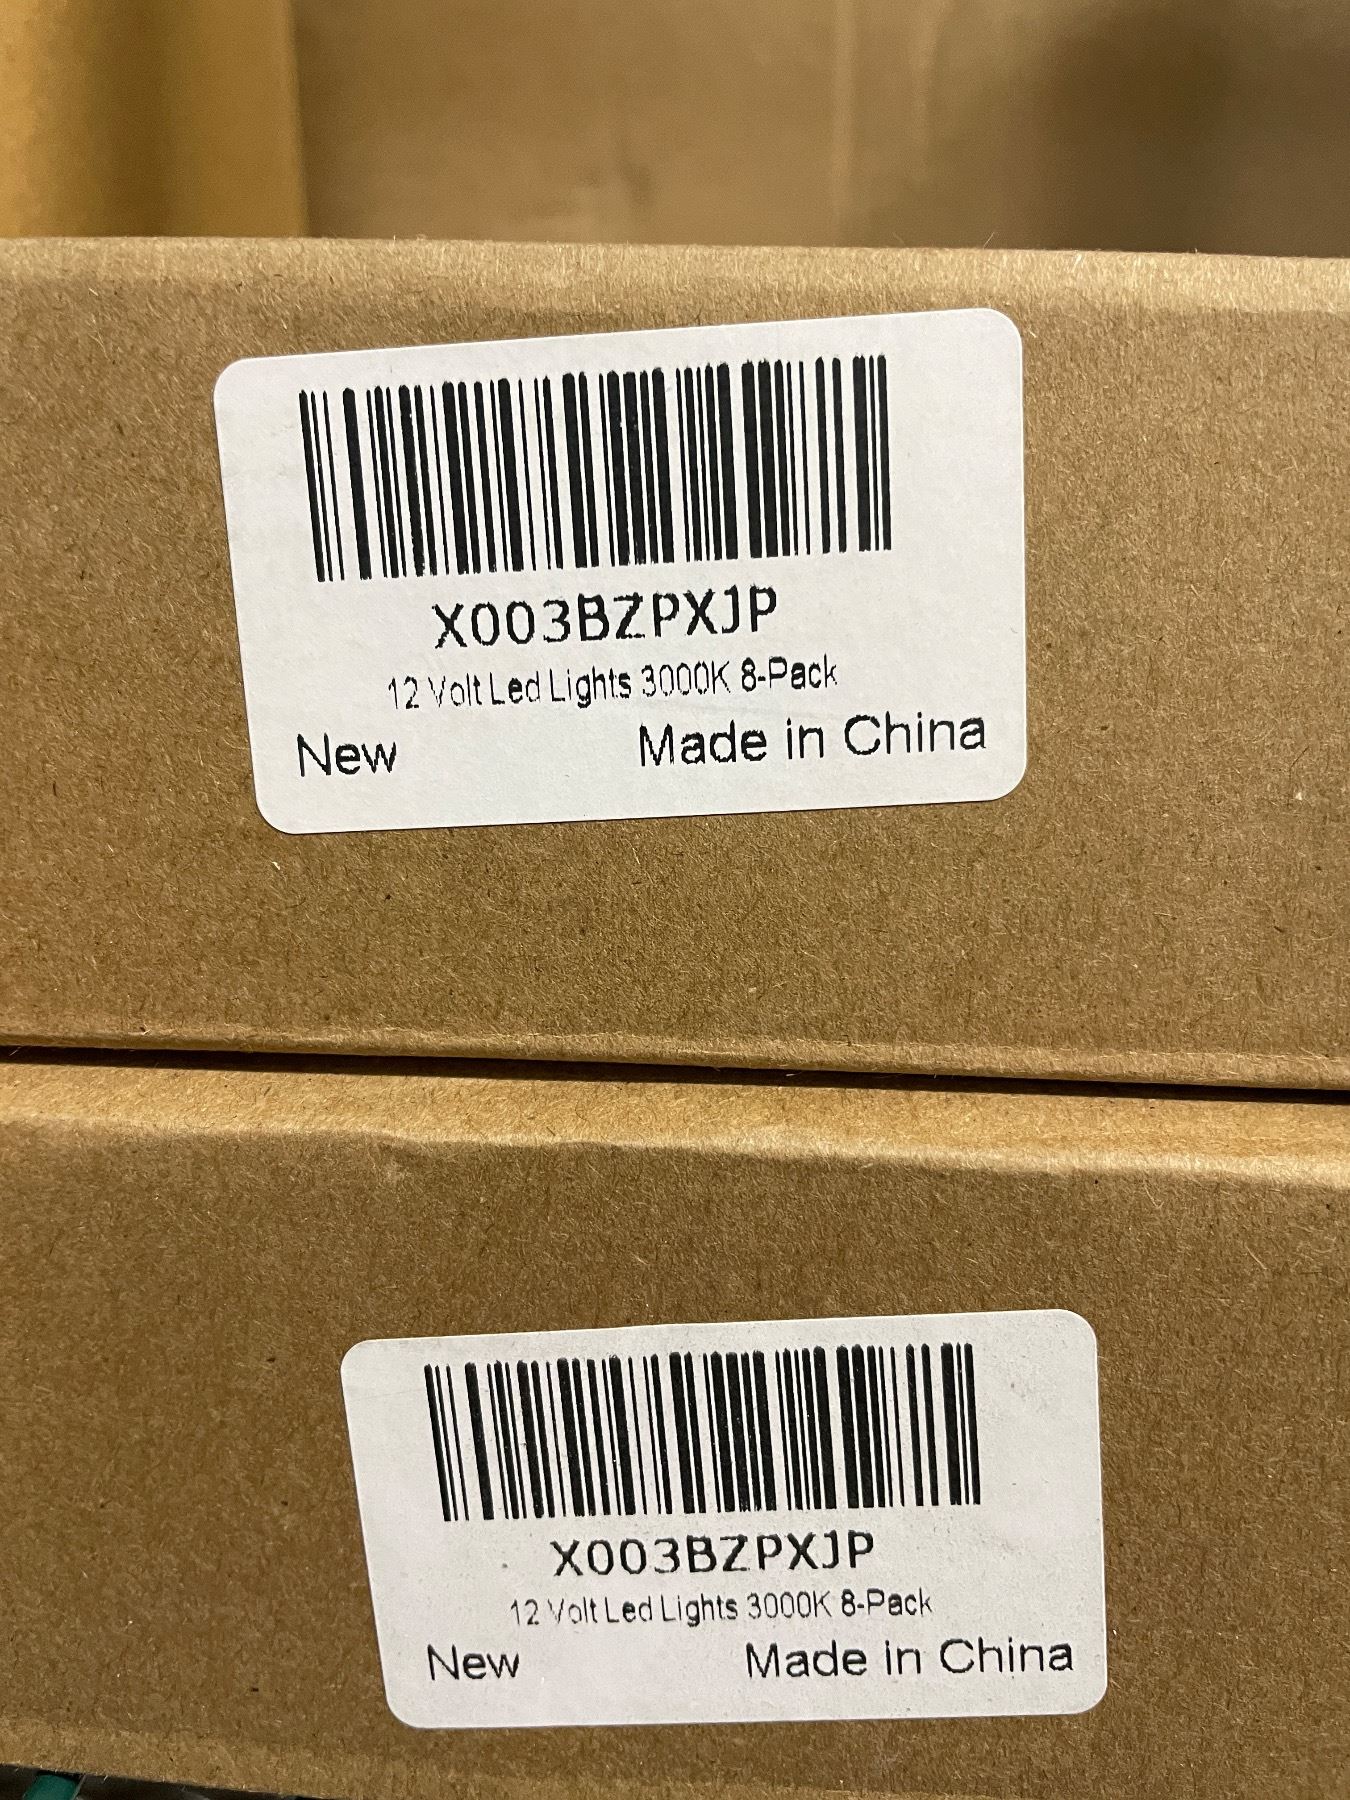 X003BZPXJP
12 Volt Led Lights 3000K 8-Pack
New Made in China
X003BZPXJP
12 Volt Led Lights 3000K 8-Pack
New Made in China